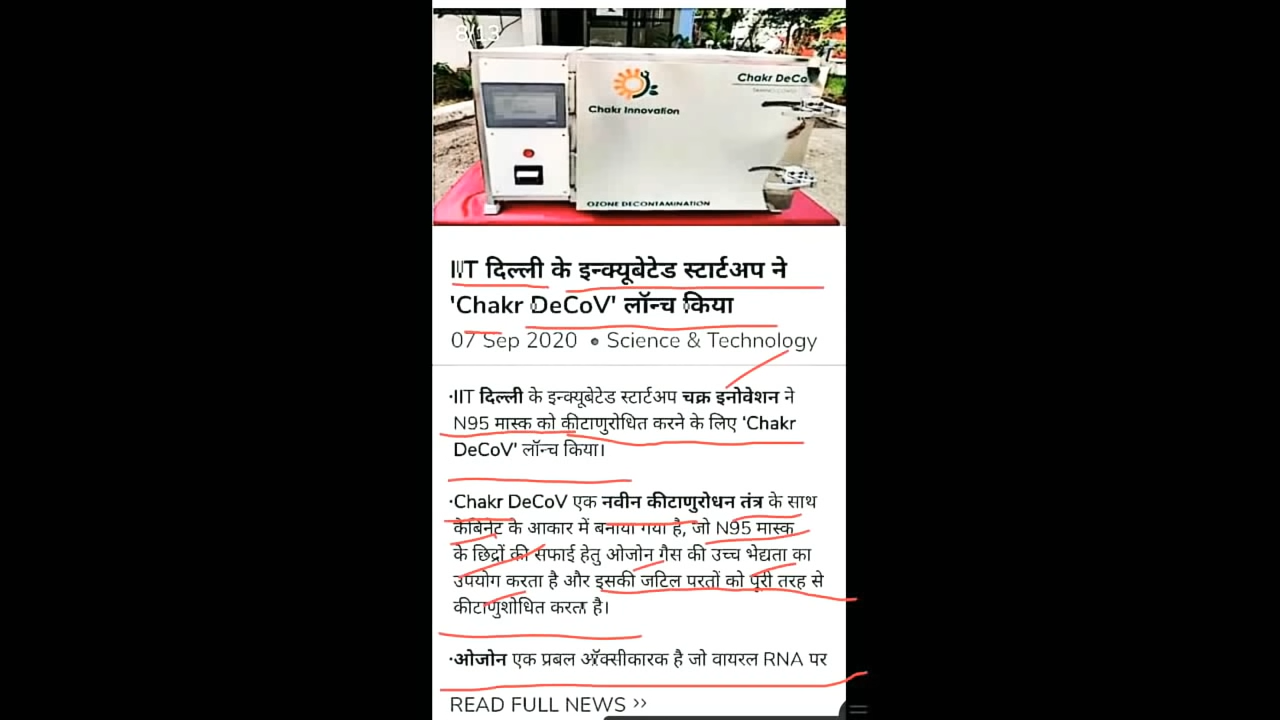 8/13
Chakr DeCo
Chakr Innovation
OZONE DECONTAMINATION
IIT दिल्ली के इन्क्यूबेटेड स्टार्टअप ने
'Chakr DeCoV' लॉन्च किया
07 Sep 2020 • Science & Technology
·IIT दिल्ली के इन्क्यूबेटेड स्टार्टअप चक्र इनोवेशन ने
N95 मास्क को कीटाणुरोधित करने के लिए 'Chakr
DeCoV' लॉन्च किया।
·Chakr DeCoV एक नवीन कीटाणुरोधन तंत्र के साथ
केबिनेट के आकार में बनाया गया है, जो N95 मास्क
के छिद्रों की सफाई हेतु ओजोन गैस की उच्च भेद्यता का
उपयोग करता है और इसकी जटिल परतों को पूरी तरह से
कीटाणुशोधित करता है।
·ओजोन एक प्रबल ऑक्सीकारक है जो वायरल RNA पर
READ FULL NEWS >>